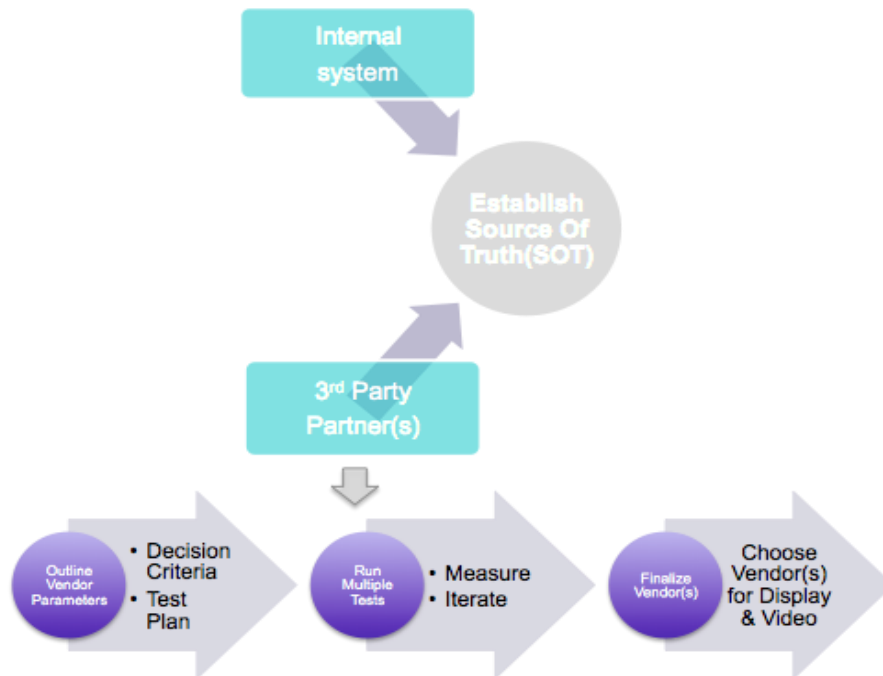 Internal
system
Establish
Source Of
Truth(SOT)
3rd Party
Partner(s)
Outline
Vendor
Parameters
• Decision
Criteria
• Test
Plan
Run
Multiple
Tests
• Measure
• Iterate
Finalize
Vendor(s)
Choose
Vendor(s)
for Display
& Video